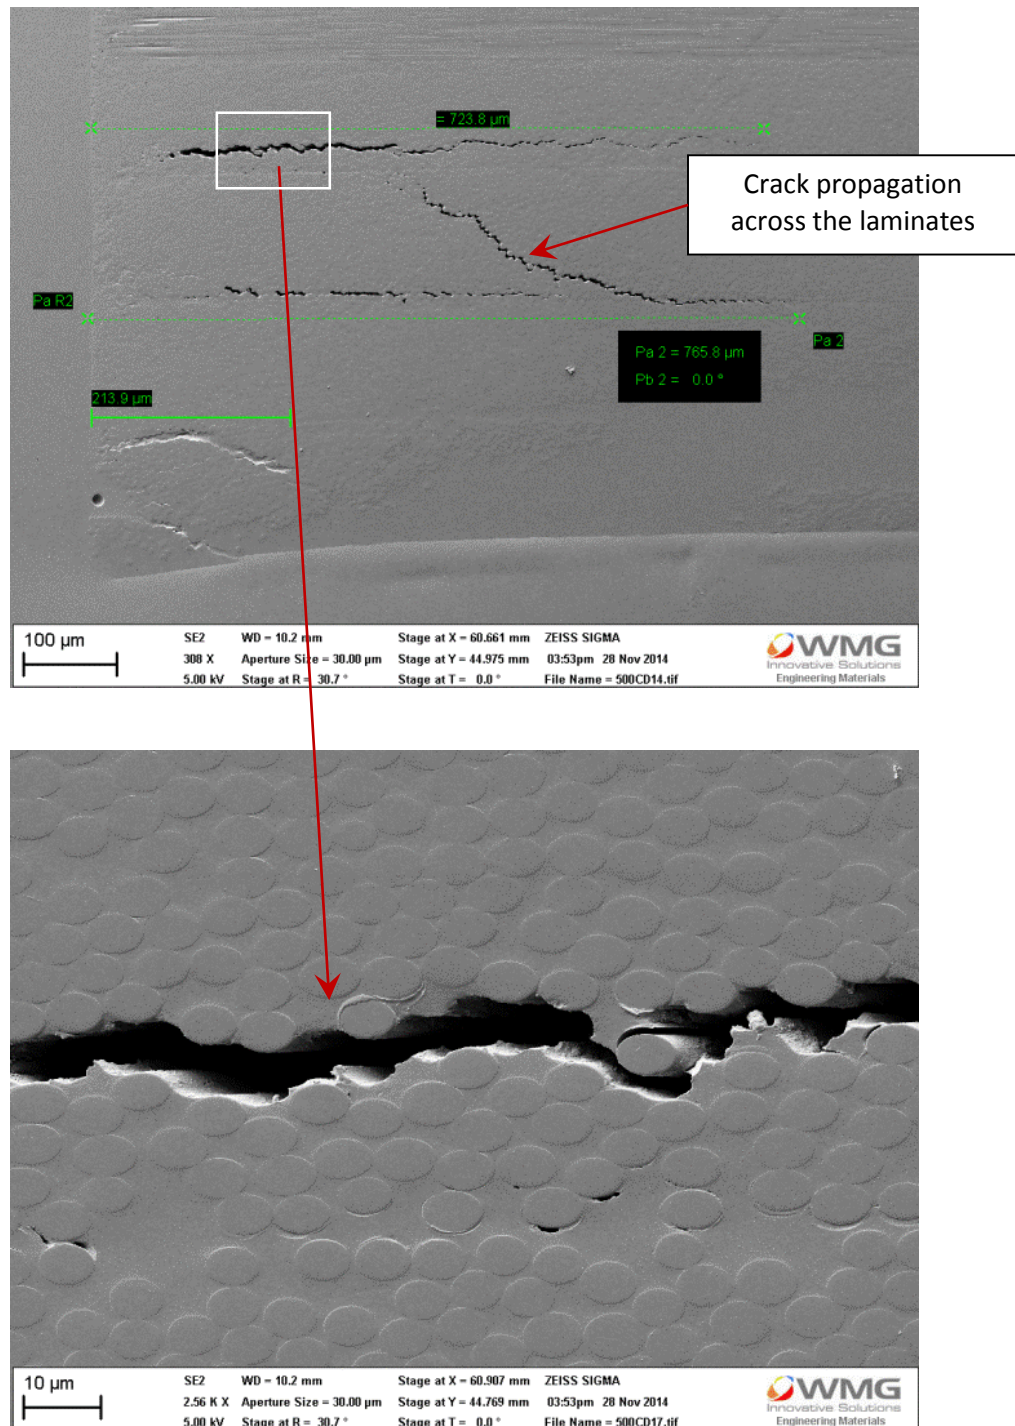 = 723.8 µm
Crack propagation
across the laminates
Pa R2
Pa 2
Pa 2 = 765.8 µm
Pb 2 = 0.0 °
213.9 µm
100 µm
SE2 WD = 10.2 mm Stage at X = 60.661 mm ZEISS SIGMA
308 X Aperture Size = 30.00 µm Stage at Y = 44.975 mm 03:53pm 28 Nov 2014
5.00 kV Stage at R = 30.7 ° Stage at T = 0.0 ° File Name = 500CD14.tif
WMG
Innovative Solutions
Engineering Materials
10 µm
SE2 WD = 10.2 mm Stage at X = 60.907 mm ZEISS SIGMA
2.56 K X Aperture Size = 30.00 µm Stage at Y = 44.769 mm 03:53pm 28 Nov 2014
5.00 kV Stage at R = 30.7 ° Stage at T = 0.0 ° File Name = 500CD17.tif
WMG
Innovative Solutions
Engineering Materials